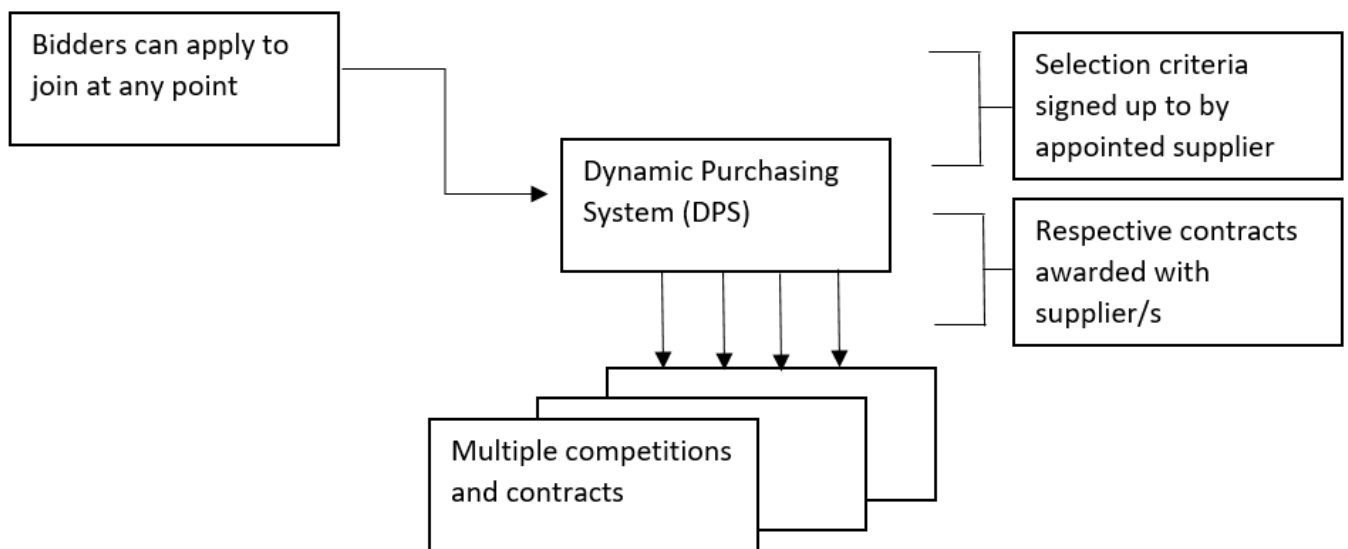 Bidders can apply to
join at any point
Selection criteria
signed up to by
appointed supplier
Dynamic Purchasing
System (DPS)
Respective contracts
awarded with
supplier/s
Multiple competitions
and contracts